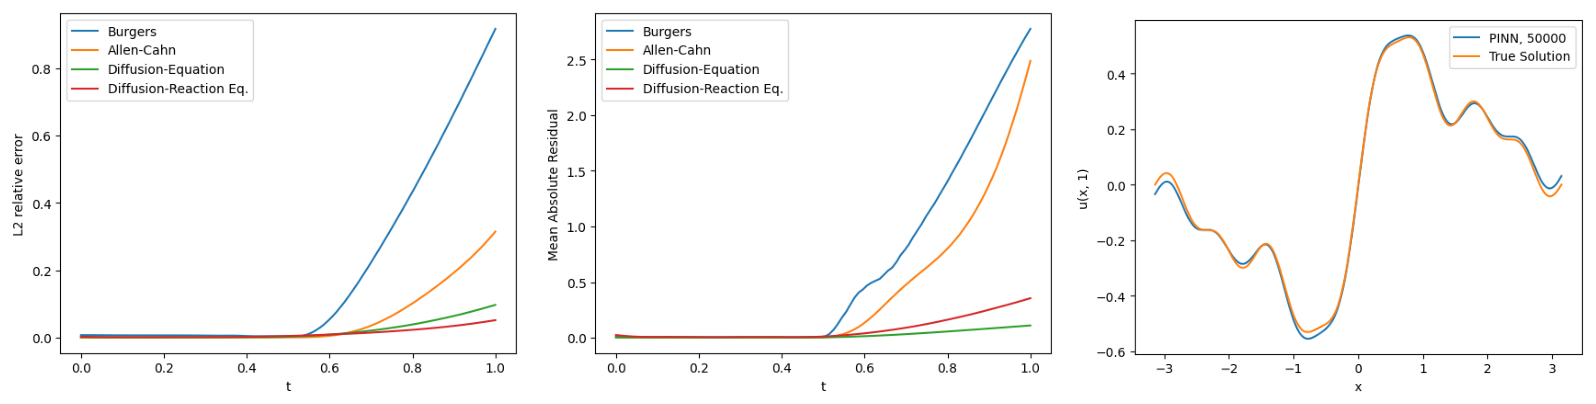 Burgers
Allen-Cahn
Diffusion-Equation
Diffusion-Reaction Eq.
L2 relative error
0.8
0.6
0.4
0.2
0.0
0.0 0.2 0.4 0.6 0.8 1.0
t
Burgers
Allen-Cahn
Diffusion-Equation
Diffusion-Reaction Eq.
Mean Absolute Residual
2.5
2.0
1.5
1.0
0.5
0.0
0.0 0.2 0.4 0.6 0.8 1.0
t
PINN, 50000
True Solution
u(x, 1)
0.4
0.2
0.0
−0.2
−0.4
−0.6
−3 −2 −1 0 1 2 3
x